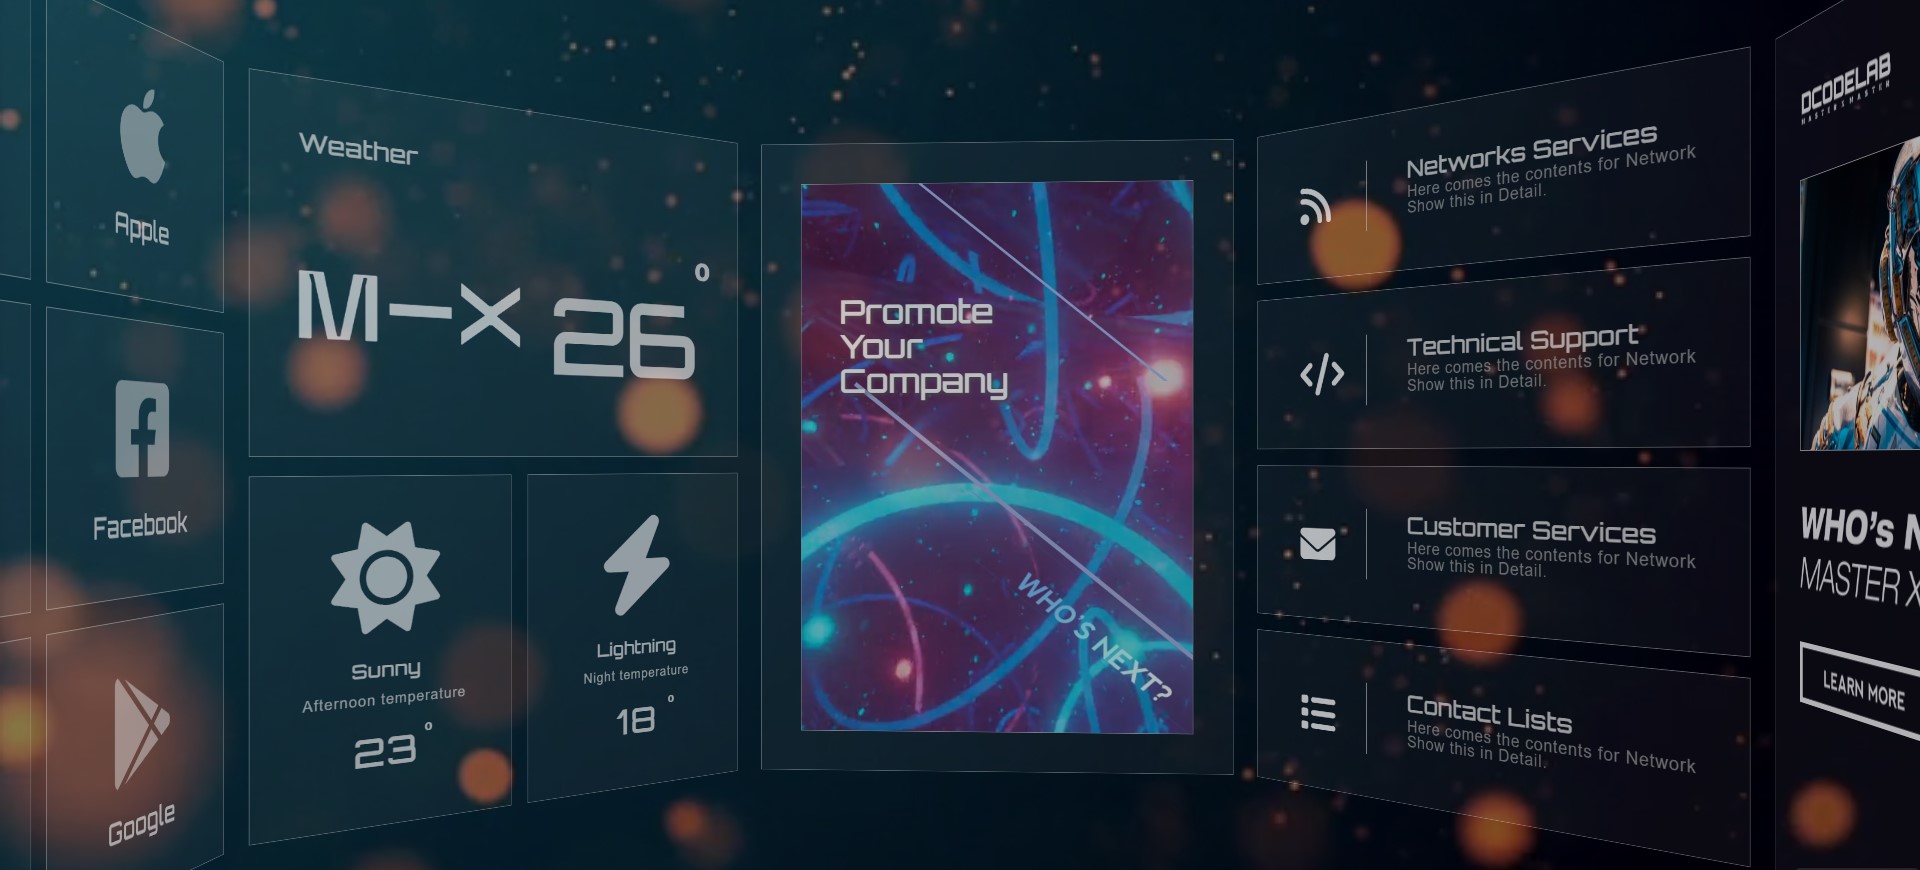 Apple
Facebook
Google
Weather
M-X 26°
Sunny
Afternoon temperature
23°
Lightning
Night temperature
18°
Promote
Your
Company
WHO'S NEXT?
Networks Services
Here comes the contents for Network
Show this in Detail.
Technical Support
Here comes the contents for Network
Show this in Detail.
Customer Services
Here comes the contents for Network
Show this in Detail.
Contact Lists
Here comes the contents for Network
Show this in Detail.
DCODELAB
MASTERSMASTER
WHO's N
MASTER X
LEARN MORE